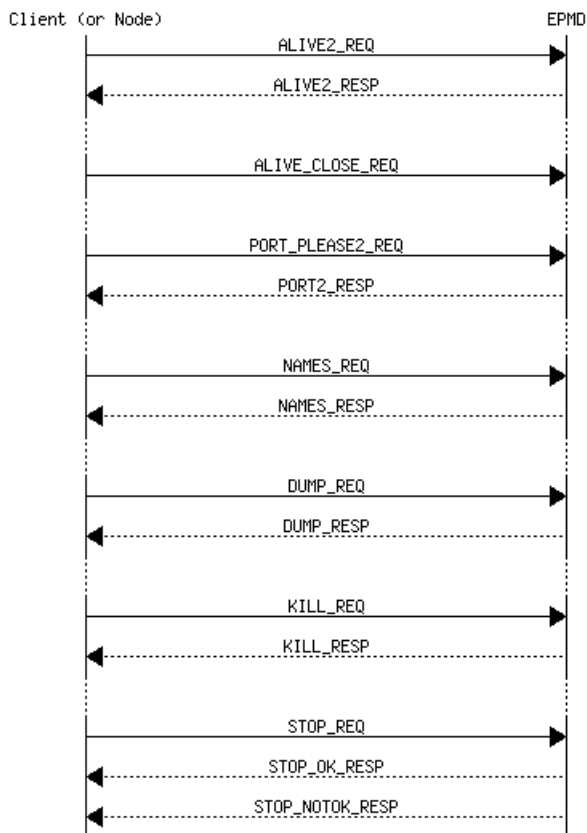 Client (or Node) EPMD
ALIVE2_REQ
ALIVE2_RESP
ALIVE_CLOSE_REQ
PORT_PLEASE2_REQ
PORT2_RESP
NAMES_REQ
NAMES_RESP
DUMP_REQ
DUMP_RESP
KILL_REQ
KILL_RESP
STOP_REQ
STOP_OK_RESP
STOP_NOTOK_RESP